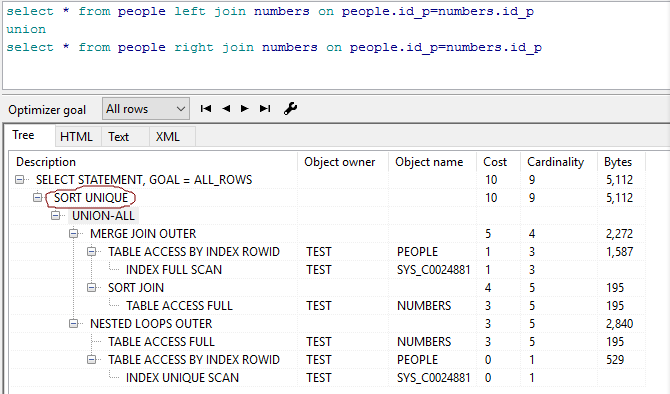 select * from people left join numbers on people.id_p=numbers.id_p
union
select * from people right join numbers on people.id_p=numbers.id_p
Optimizer goal All rows
Tree HTML Text XML
Description Object owner Object name Cost Cardinality Bytes
SELECT STATEMENT, GOAL = ALL_ROWS 10 9 5,112
SORT UNIQUE 10 9 5,112
UNION-ALL
MERGE JOIN OUTER 5 4 2,272
TABLE ACCESS BY INDEX ROWID TEST PEOPLE 1 3 1,587
INDEX FULL SCAN TEST SYS_C0024881 1 3
SORT JOIN 4 5 195
TABLE ACCESS FULL TEST NUMBERS 3 5 195
NESTED LOOPS OUTER 3 5 2,840
TABLE ACCESS FULL TEST NUMBERS 3 5 195
TABLE ACCESS BY INDEX ROWID TEST PEOPLE 0 1 529
INDEX UNIQUE SCAN TEST SYS_C0024881 0 1